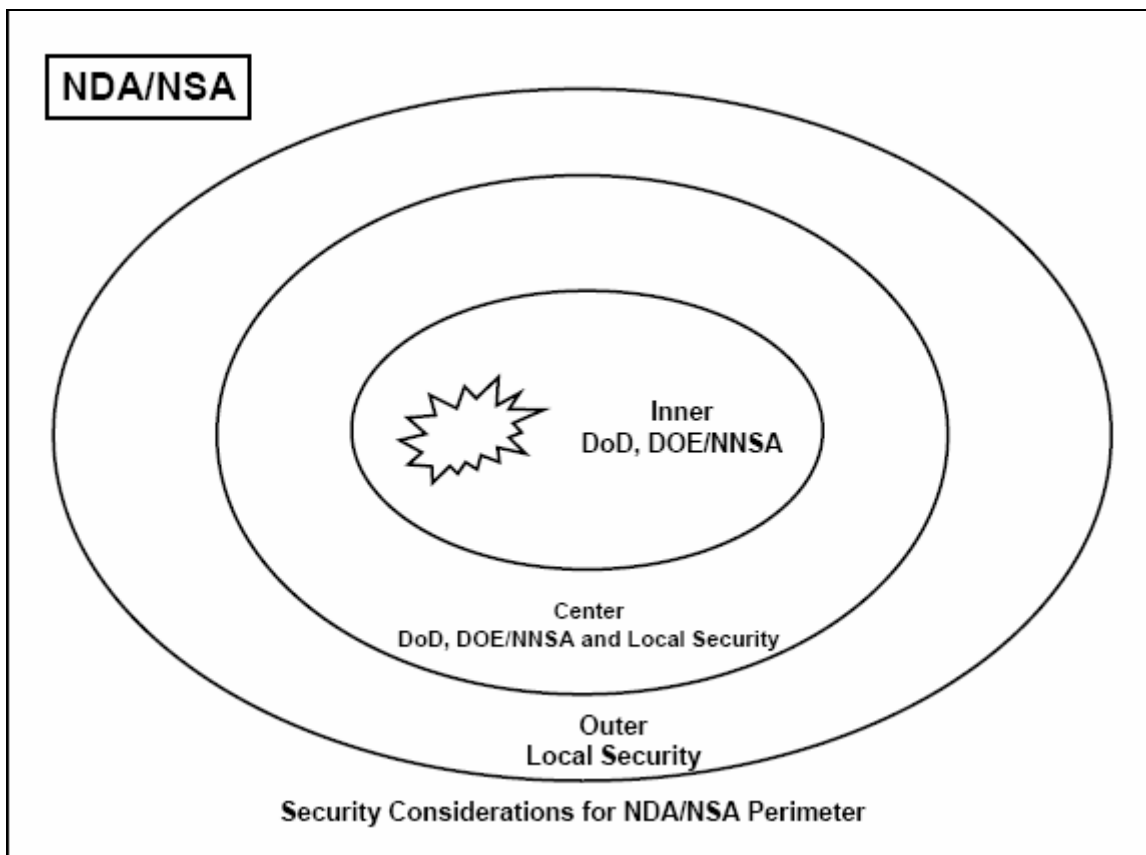 NDA/NSA
Inner
DoD, DOE/NNSA
Center
DoD, DOE/NNSA and Local Security
Outer
Local Security
Security Considerations for NDA/NSA Perimeter